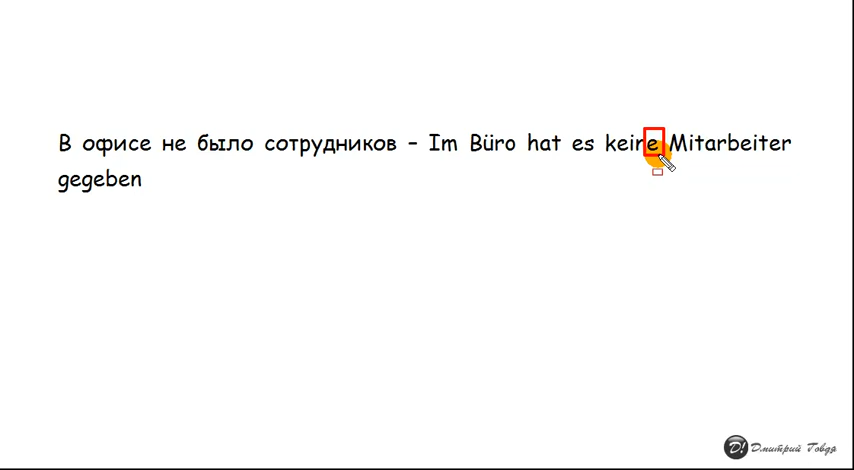 В офисе не было сотрудников – Im Büro hat es keine Mitarbeiter
gegeben
D! Дмитрий Говдя